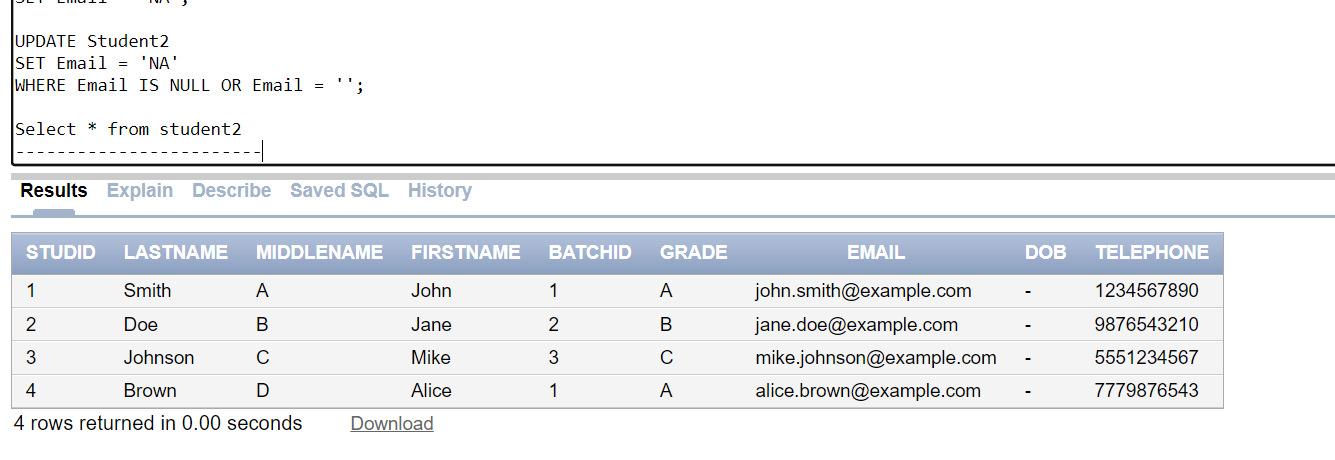 SET Email = 'NA';
UPDATE Student2
SET Email = 'NA'
WHERE Email IS NULL OR Email = '';
Select * from student2
------------------------
Results Explain Describe Saved SQL History
STUDID LASTNAME MIDDLENAME FIRSTNAME BATCHID GRADE EMAIL DOB TELEPHONE
1 Smith A John 1 A john.smith@example.com - 1234567890
2 Doe B Jane 2 B jane.doe@example.com - 9876543210
3 Johnson C Mike 3 C mike.johnson@example.com - 5551234567
4 Brown D Alice 1 A alice.brown@example.com - 7779876543
4 rows returned in 0.00 seconds Download